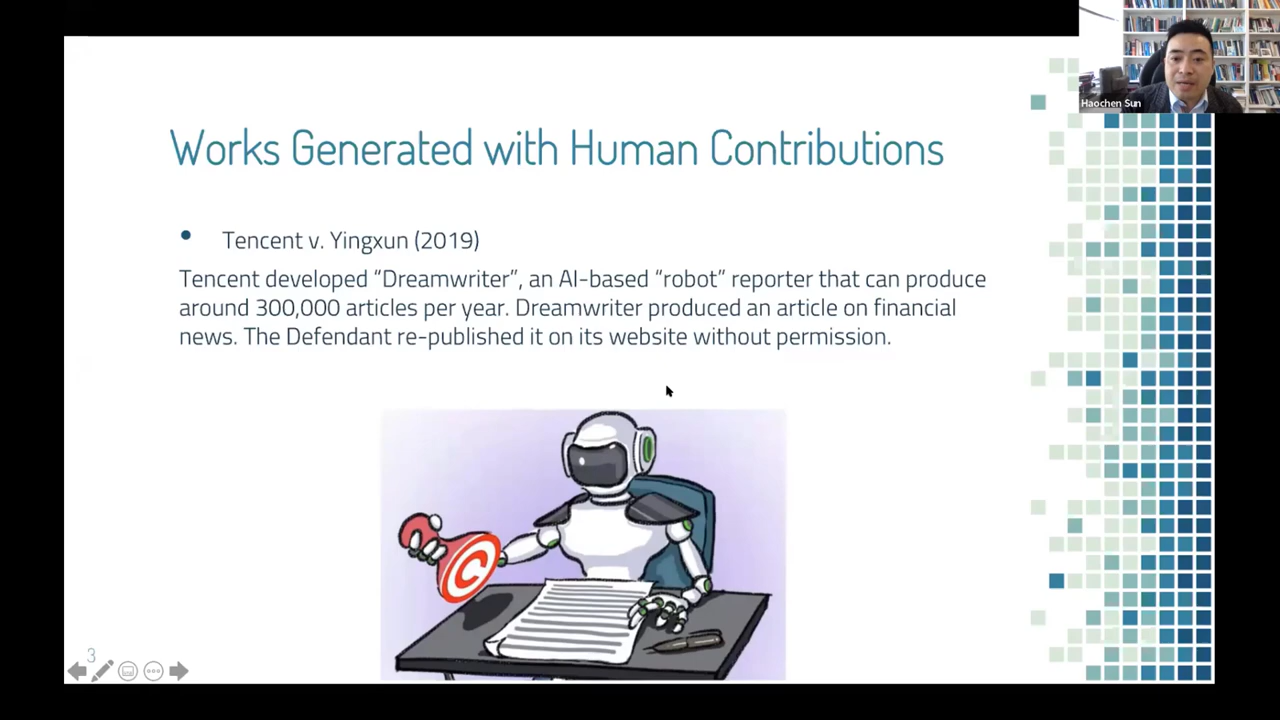 Haochen Sun
Works Generated with Human Contributions
• Tencent v. Yingxun (2019)
Tencent developed “Dreamwriter”, an AI-based “robot” reporter that can produce
around 300,000 articles per year. Dreamwriter produced an article on financial
news. The Defendant re-published it on its website without permission.
C
3